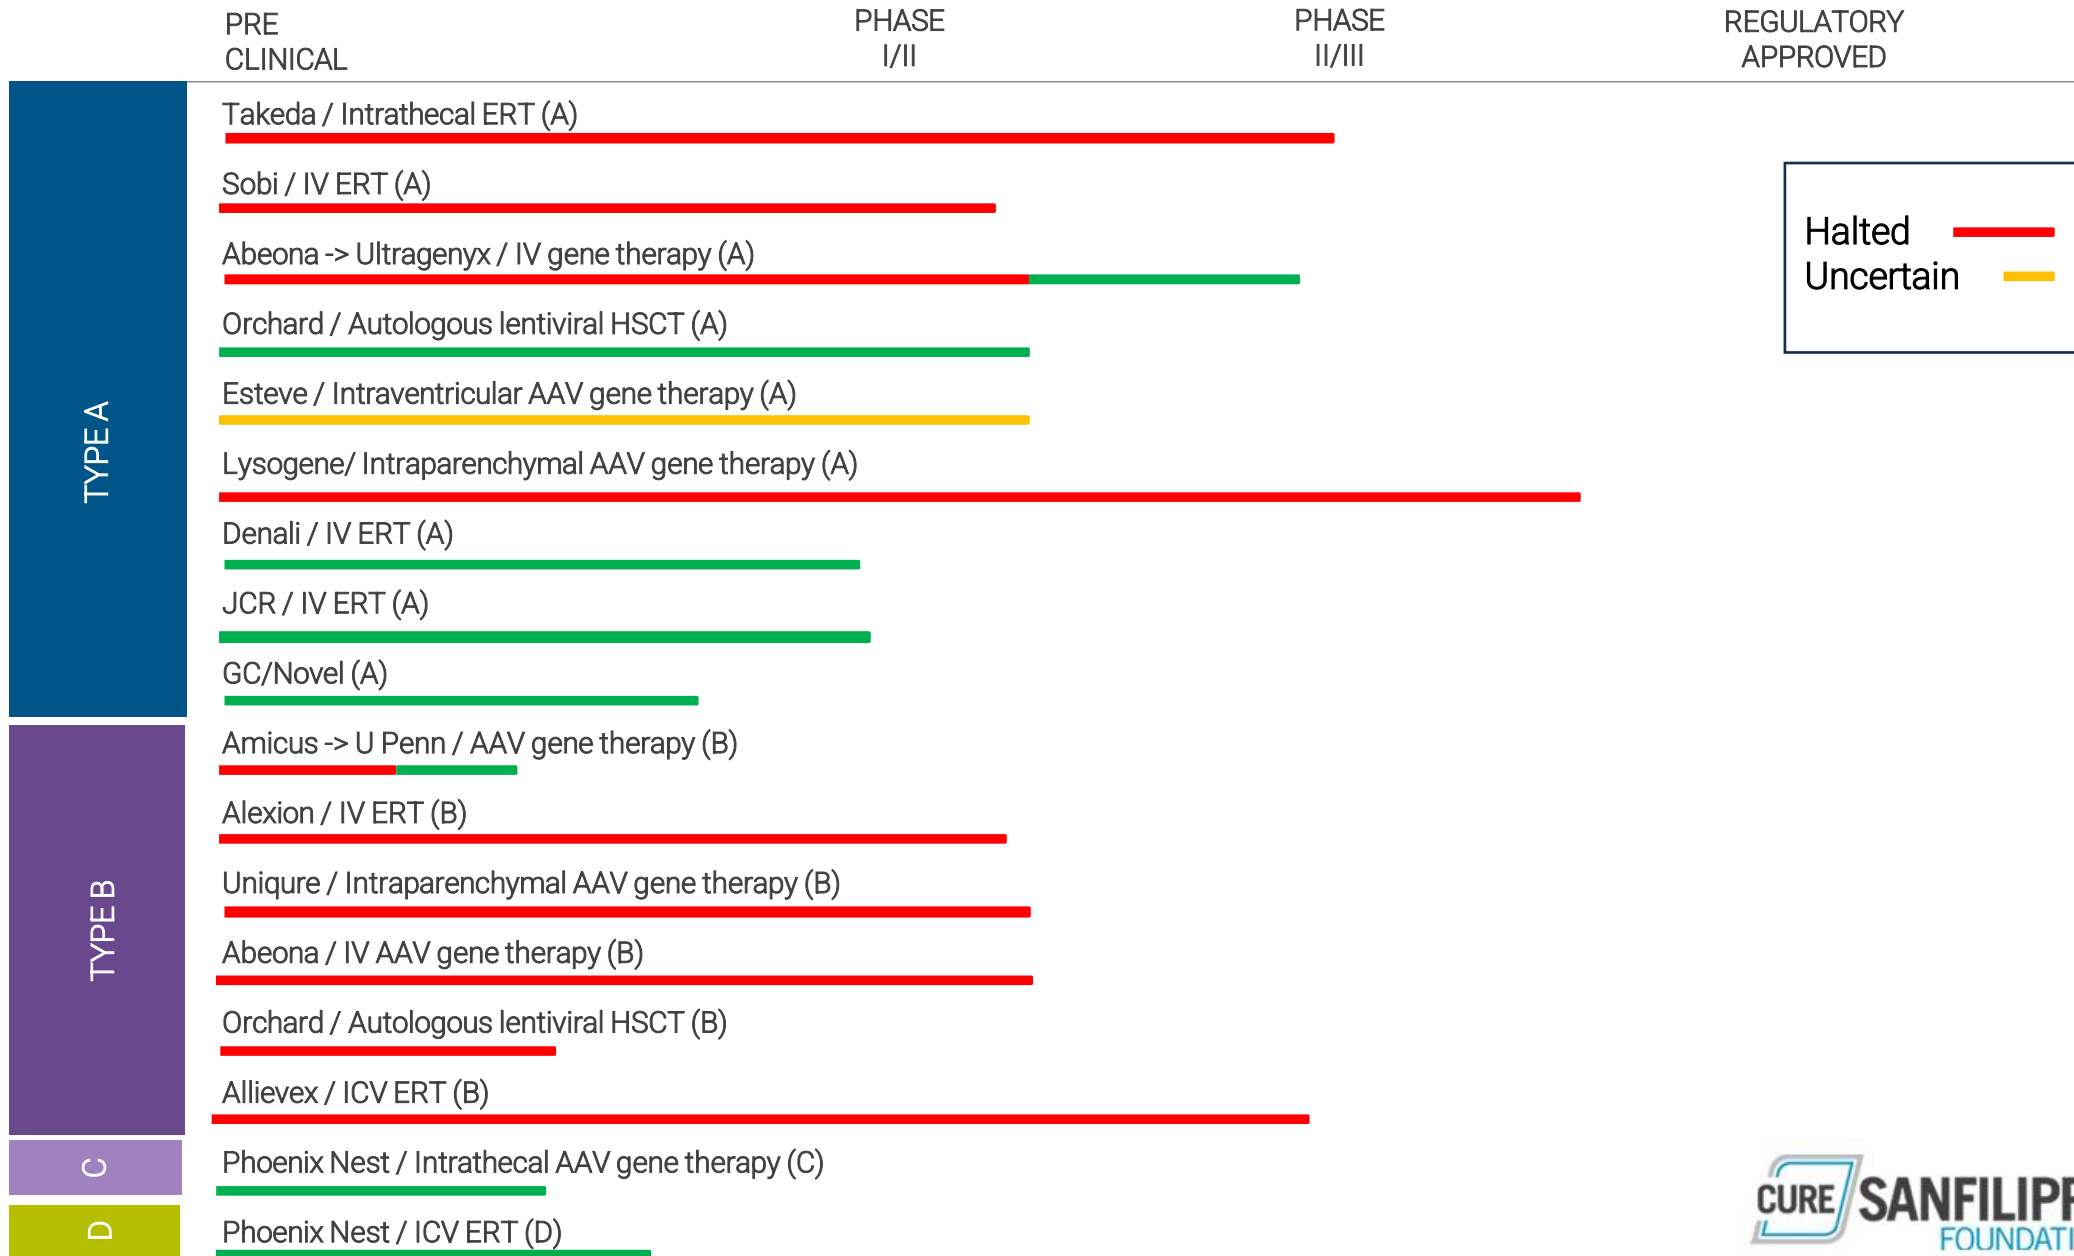 PRE
CLINICAL
PHASE
I/II
PHASE
II/III
REGULATORY
APPROVED
TYPE A
Takeda / Intrathecal ERT (A)
Sobi / IV ERT (A)
Abeona -> Ultragenyx / IV gene therapy (A)
Orchard / Autologous lentiviral HSCT (A)
Esteve / Intraventricular AAV gene therapy (A)
Lysogene/ Intraparenchymal AAV gene therapy (A)
Denali / IV ERT (A)
JCR / IV ERT (A)
GC/Novel (A)
Halted
Uncertain
TYPE B
Amicus -> U Penn / AAV gene therapy (B)
Alexion / IV ERT (B)
Uniqure / Intraparenchymal AAV gene therapy (B)
Abeona / IV AAV gene therapy (B)
Orchard / Autologous lentiviral HSCT (B)
Allievex / ICV ERT (B)
C
Phoenix Nest / Intrathecal AAV gene therapy (C)
D
Phoenix Nest / ICV ERT (D)
CURE SANFILIPP
FOUNDATI